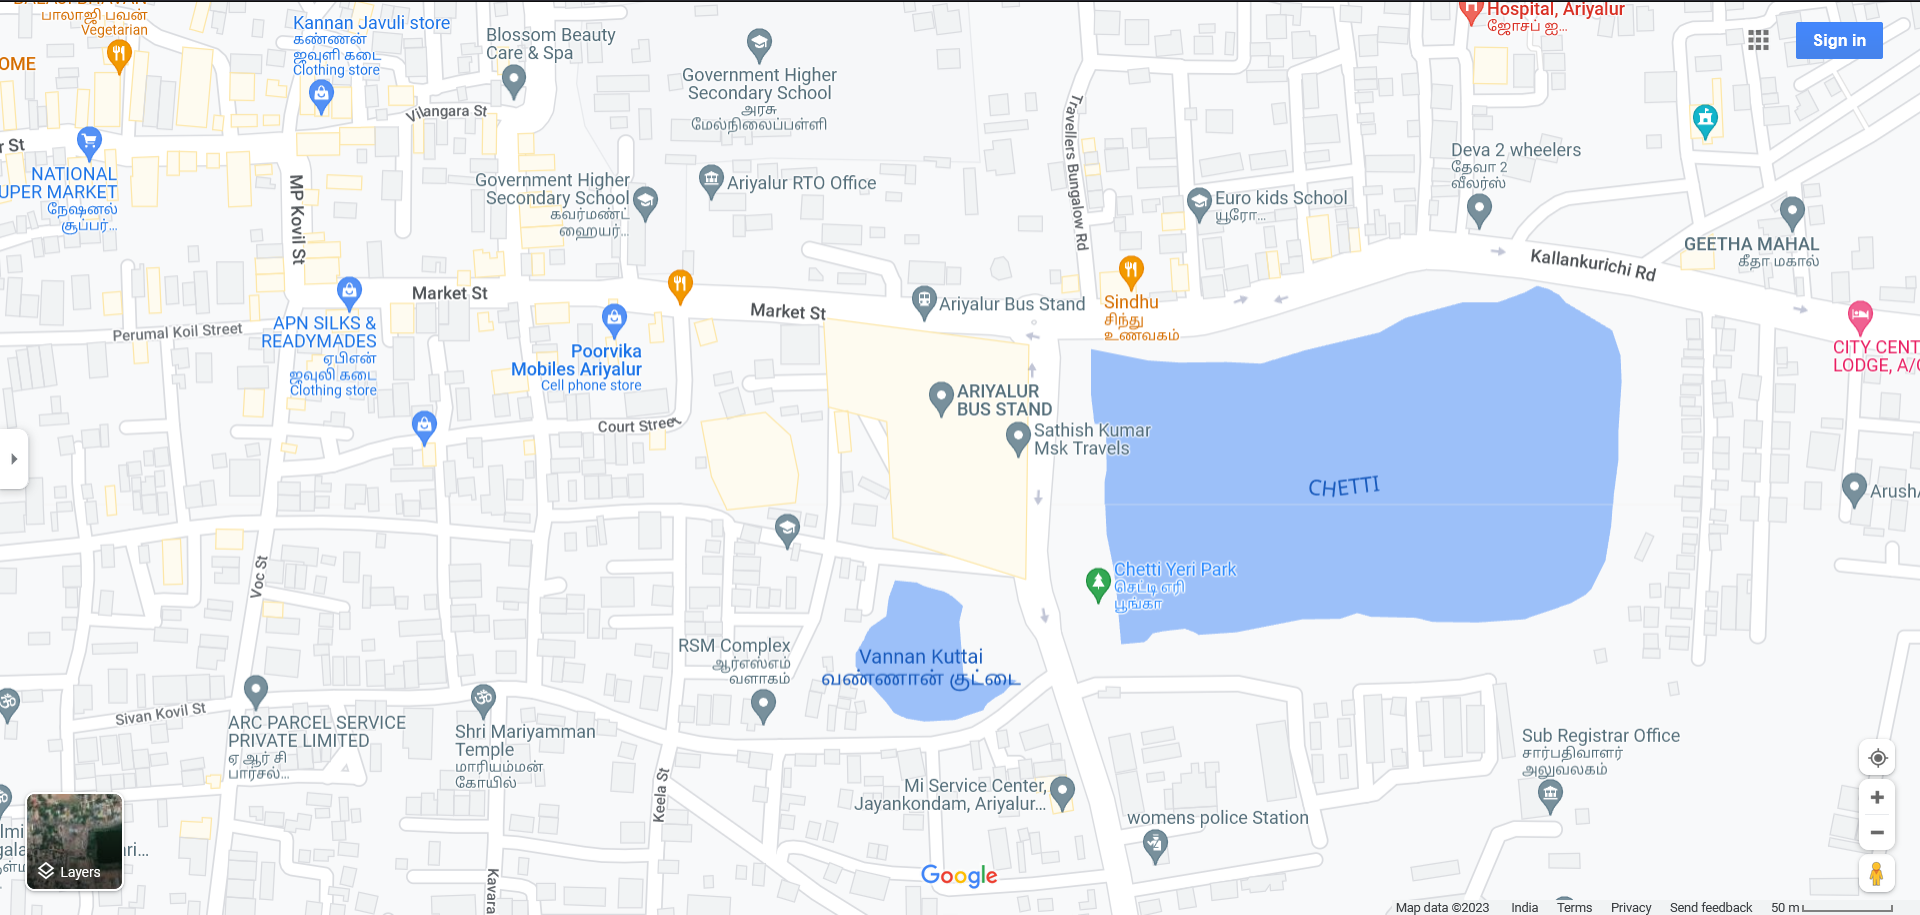 பாலாஜி பவன்
Vegetarian
OME
Kannan Javuli store
கண்ணன்
ஜவுளி கடை
Clothing store
Blossom Beauty
Care & Spa
Government Higher
Secondary School
அரசு
மேல்நிலைப்பள்ளி
Hospital, Ariyalur
ஜோசப் ஐ...
Sign in
Vilangara St
r St
NATIONAL
UPER MARKET
நேஷனல்
சூப்பர்...
MP Kovil St
Government Higher
Secondary School
கவர்மண்ட்
ஹையர்...
Ariyalur RTO Office
Travellers Bungalow Rd
Euro kids School
யூரோ...
Deva 2 wheelers
தேவா 2
வீலர்ஸ்
GEETHA MAHAL
கீதா மகால்
Kallankurichi Rd
Market St
Market St
Ariyalur Bus Stand
Sindhu
சிந்து
உணவகம்
Perumal Koil Street
APN SILKS &
READYMADES
ஏபிஎன்
ஜவுலி கடை
Clothing store
Poorvika
Mobiles Ariyalur
Cell phone store
CITY CENT
LODGE, A/C
ARIYALUR
BUS STAND
Court Street
Sathish Kumar
Msk Travels
CHETTI
Arush
Voc St
Chetti Yeri Park
செட்டி எரி
பூங்கா
RSM Complex
ஆர்எஸ்எம்
வளாகம்
Vannan Kuttai
வண்ணான் குட்டை
Sivan Kovil St
ARC PARCEL SERVICE
PRIVATE LIMITED
ஏ ஆர் சி
பார்சல்...
Shri Mariyamman
Temple
மாரியம்மன்
கோயில்
Sub Registrar Office
சார்பதிவாளர்
அலுவலகம்
Keela St
Mi Service Center,
Jayankondam, Ariyalur...
womens police Station
Layers
Kavara
Google
Map data ©2023 India Terms Privacy Send feedback 50 m